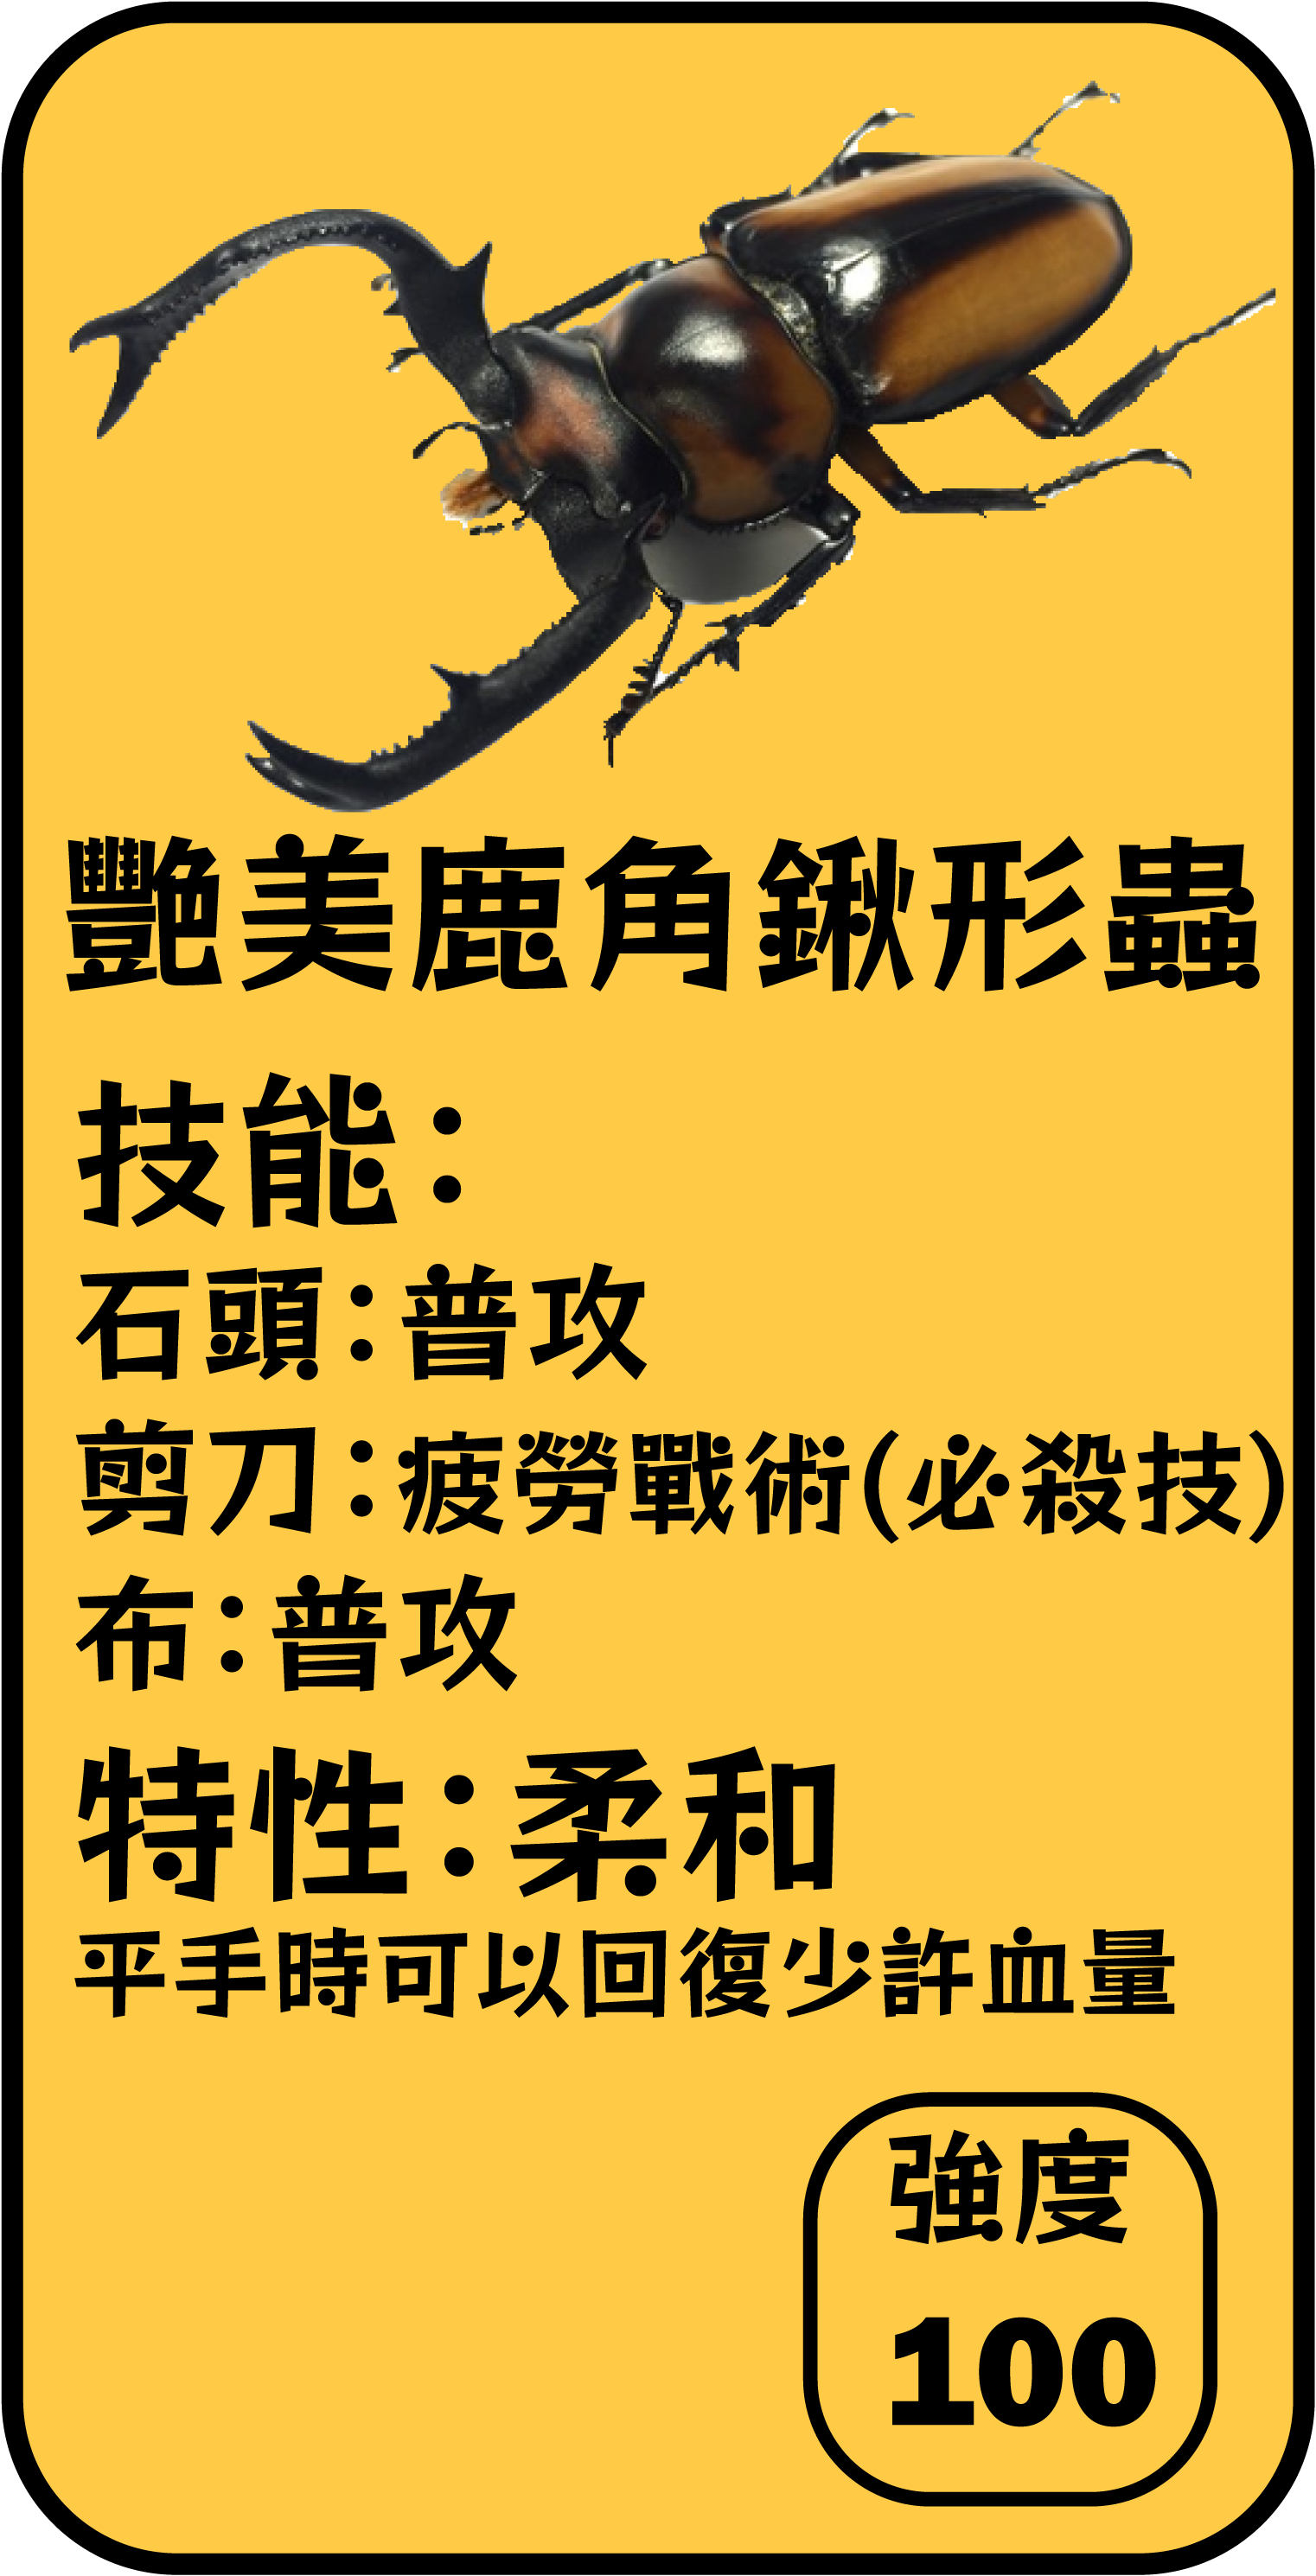 艷美鹿角鍬形蟲
技能：
石頭：普攻
剪刀：疲勞戰術(必殺技)
布：普攻
特性：柔和
平手時可以回復少許血量
強度
100